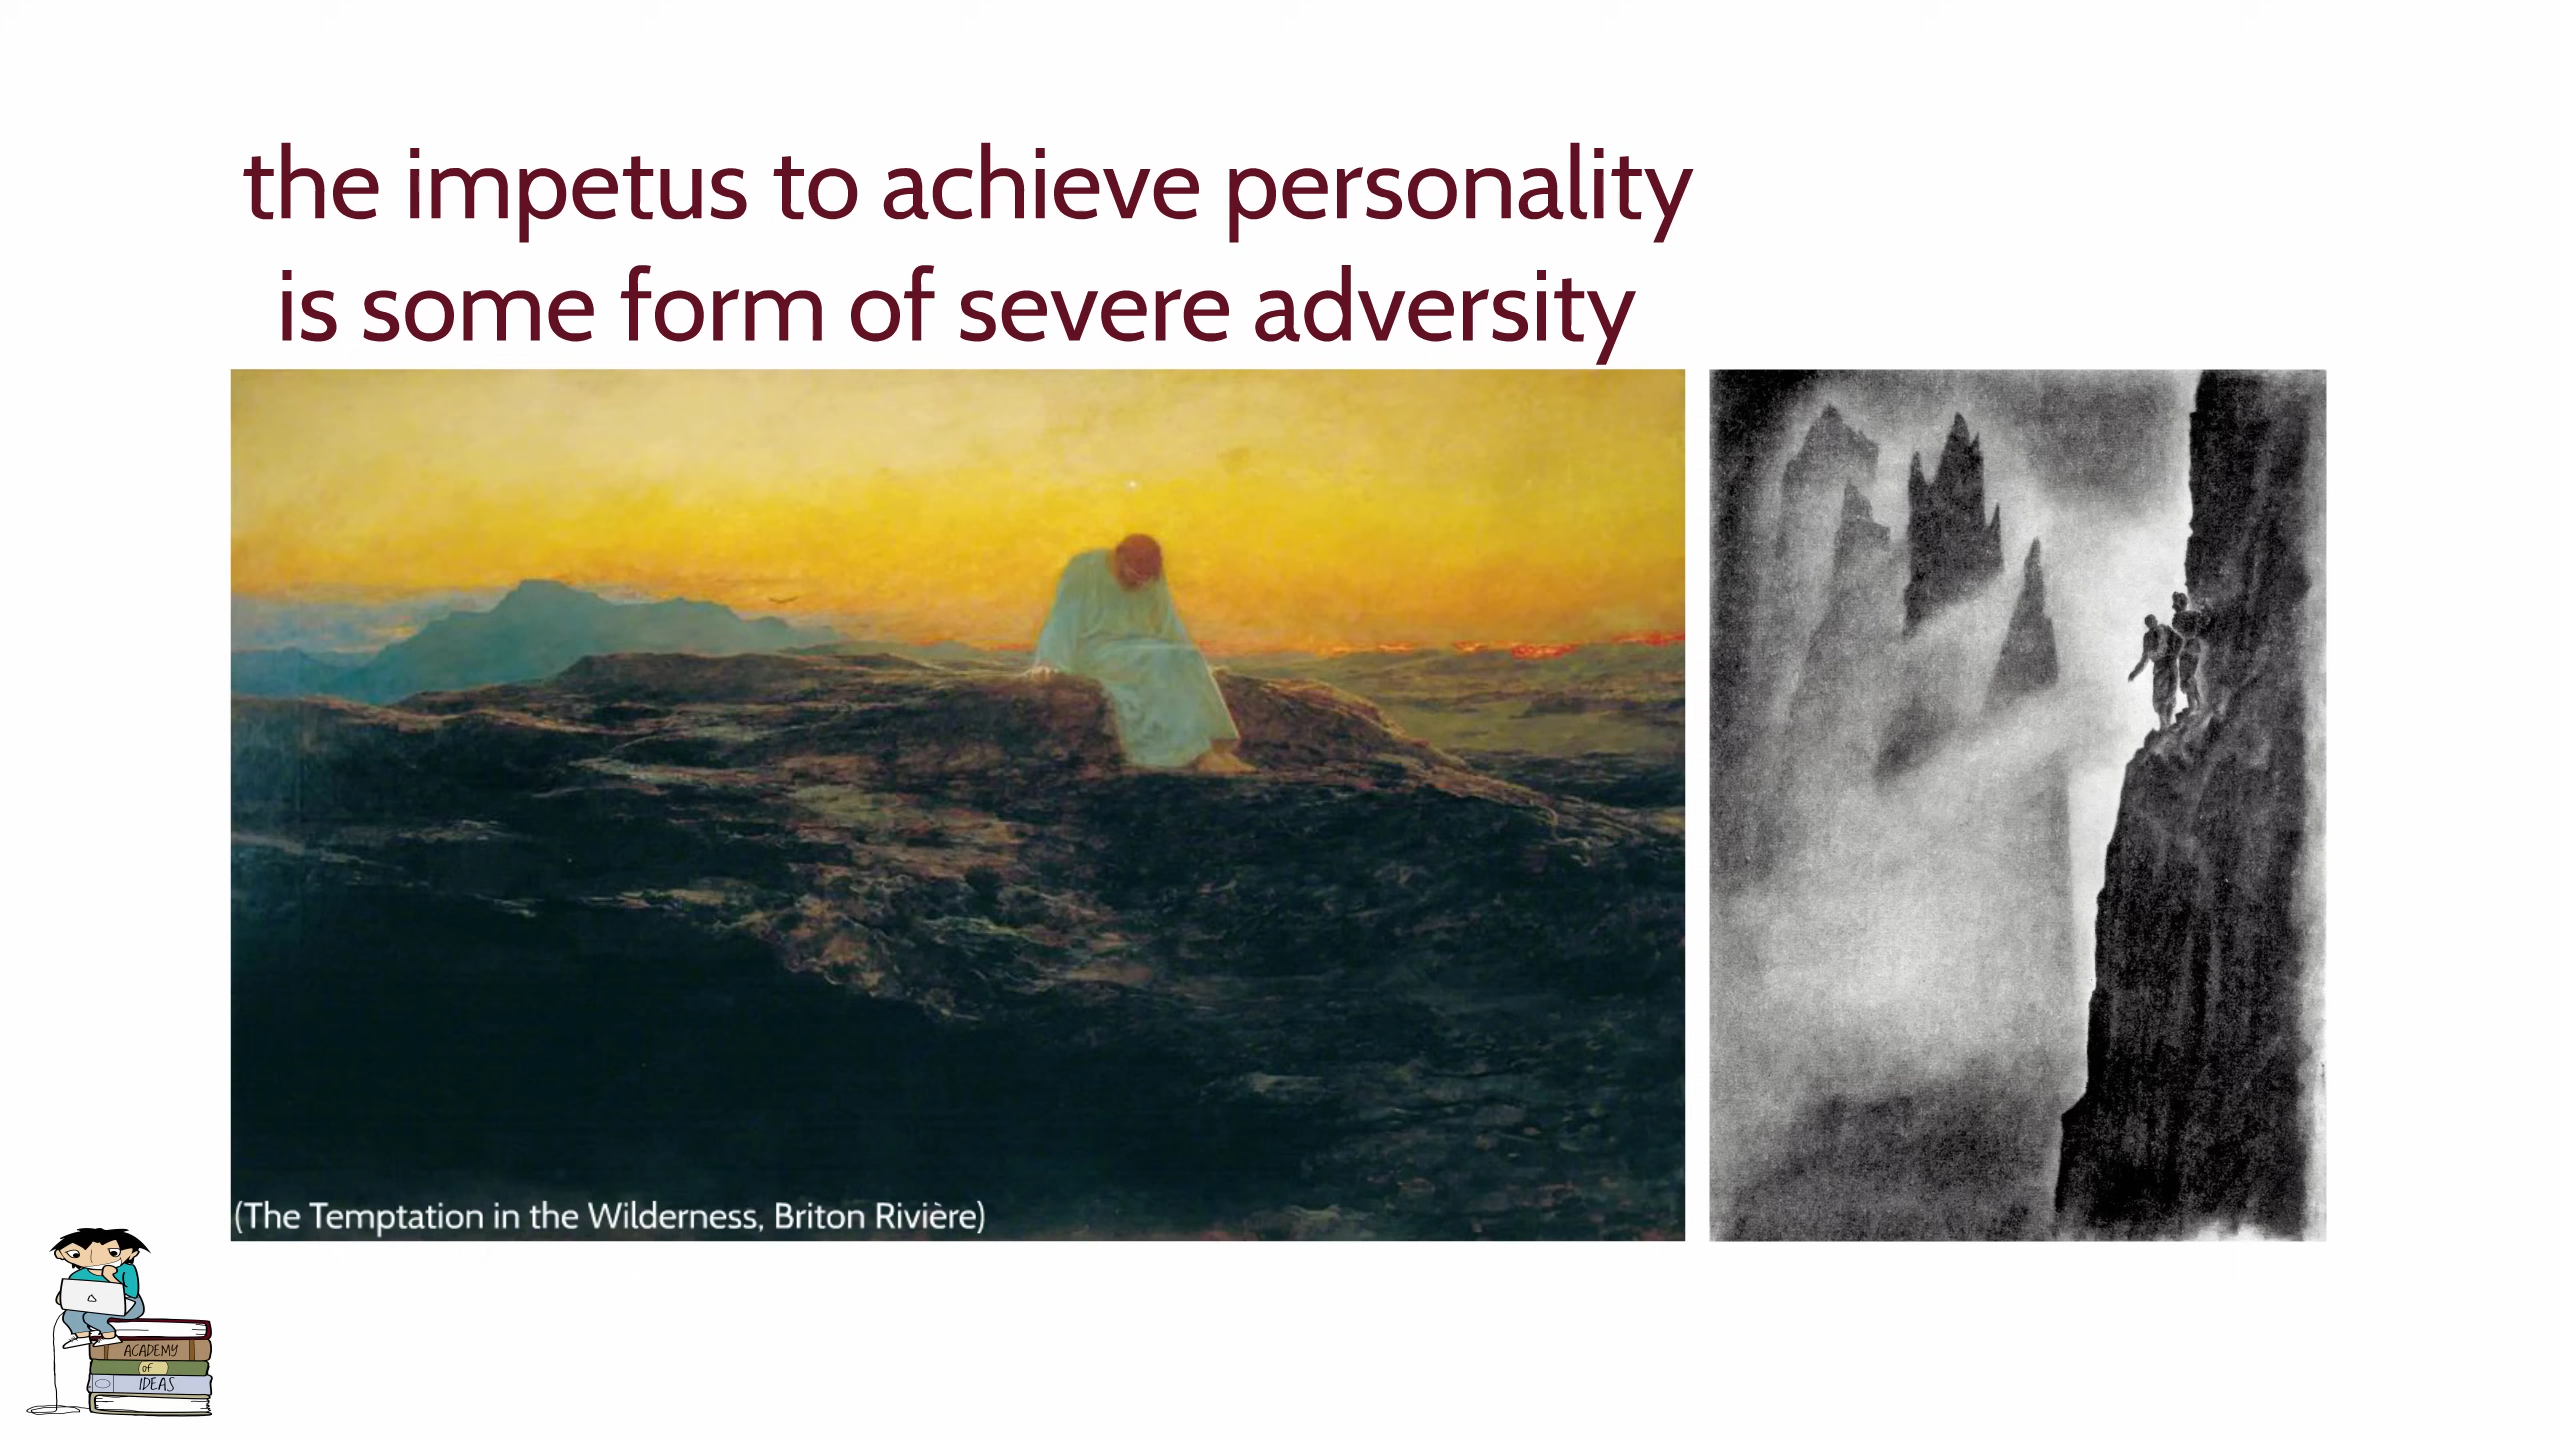 the impetus to achieve personality
is some form of severe adversity
(The Temptation in the Wilderness, Briton Rivière)
ACADEMY
of
IDEAS